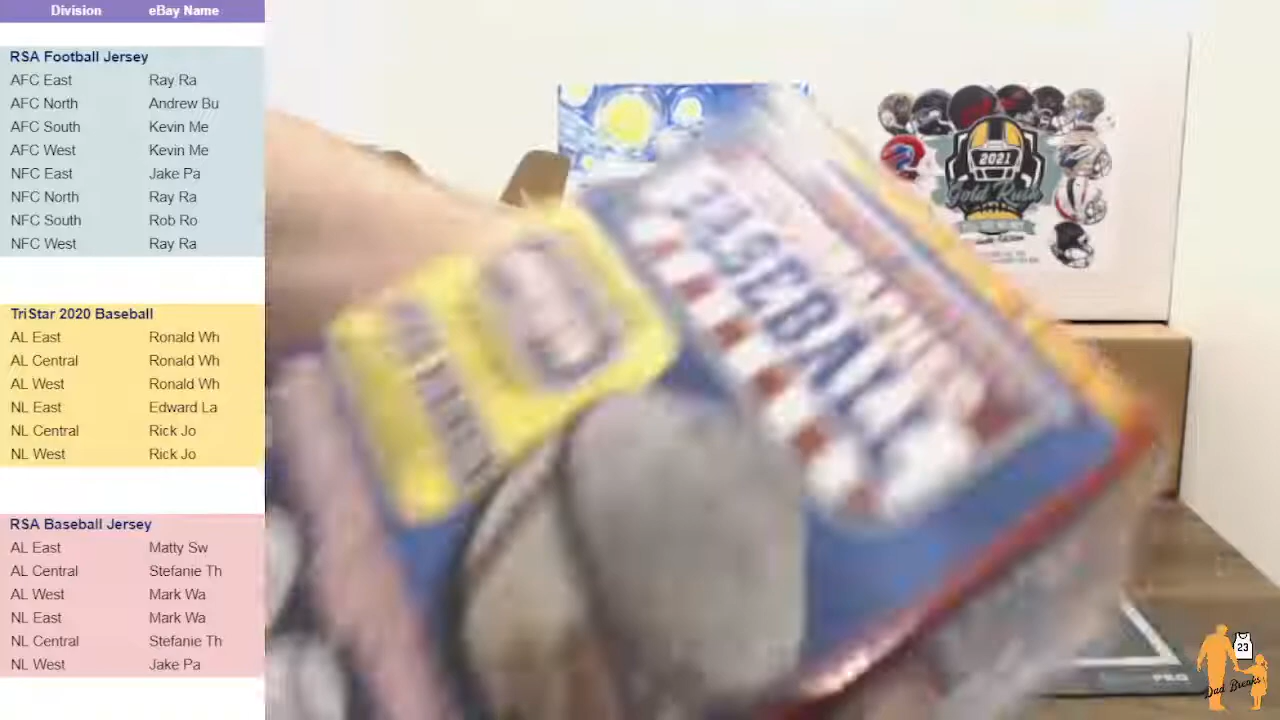 Division eBay Name
RSA Football Jersey
AFC East Ray Ra
AFC North Andrew Bu
AFC South Kevin Me
AFC West Kevin Me
NFC East Jake Pa
NFC North Ray Ra
NFC South Rob Ro
NFC West Ray Ra
TriStar 2020 Baseball
AL East Ronald Wh
AL Central Ronald Wh
AL West Ronald Wh
NL East Edward La
NL Central Rick Jo
NL West Rick Jo
RSA Baseball Jersey
AL East Matty Sw
AL Central Stefanie Th
AL West Mark Wa
NL East Mark Wa
NL Central Stefanie Th
NL West Jake Pa
BASEBALL
2021
Gold Rush
PRO
23
Dad Breaks